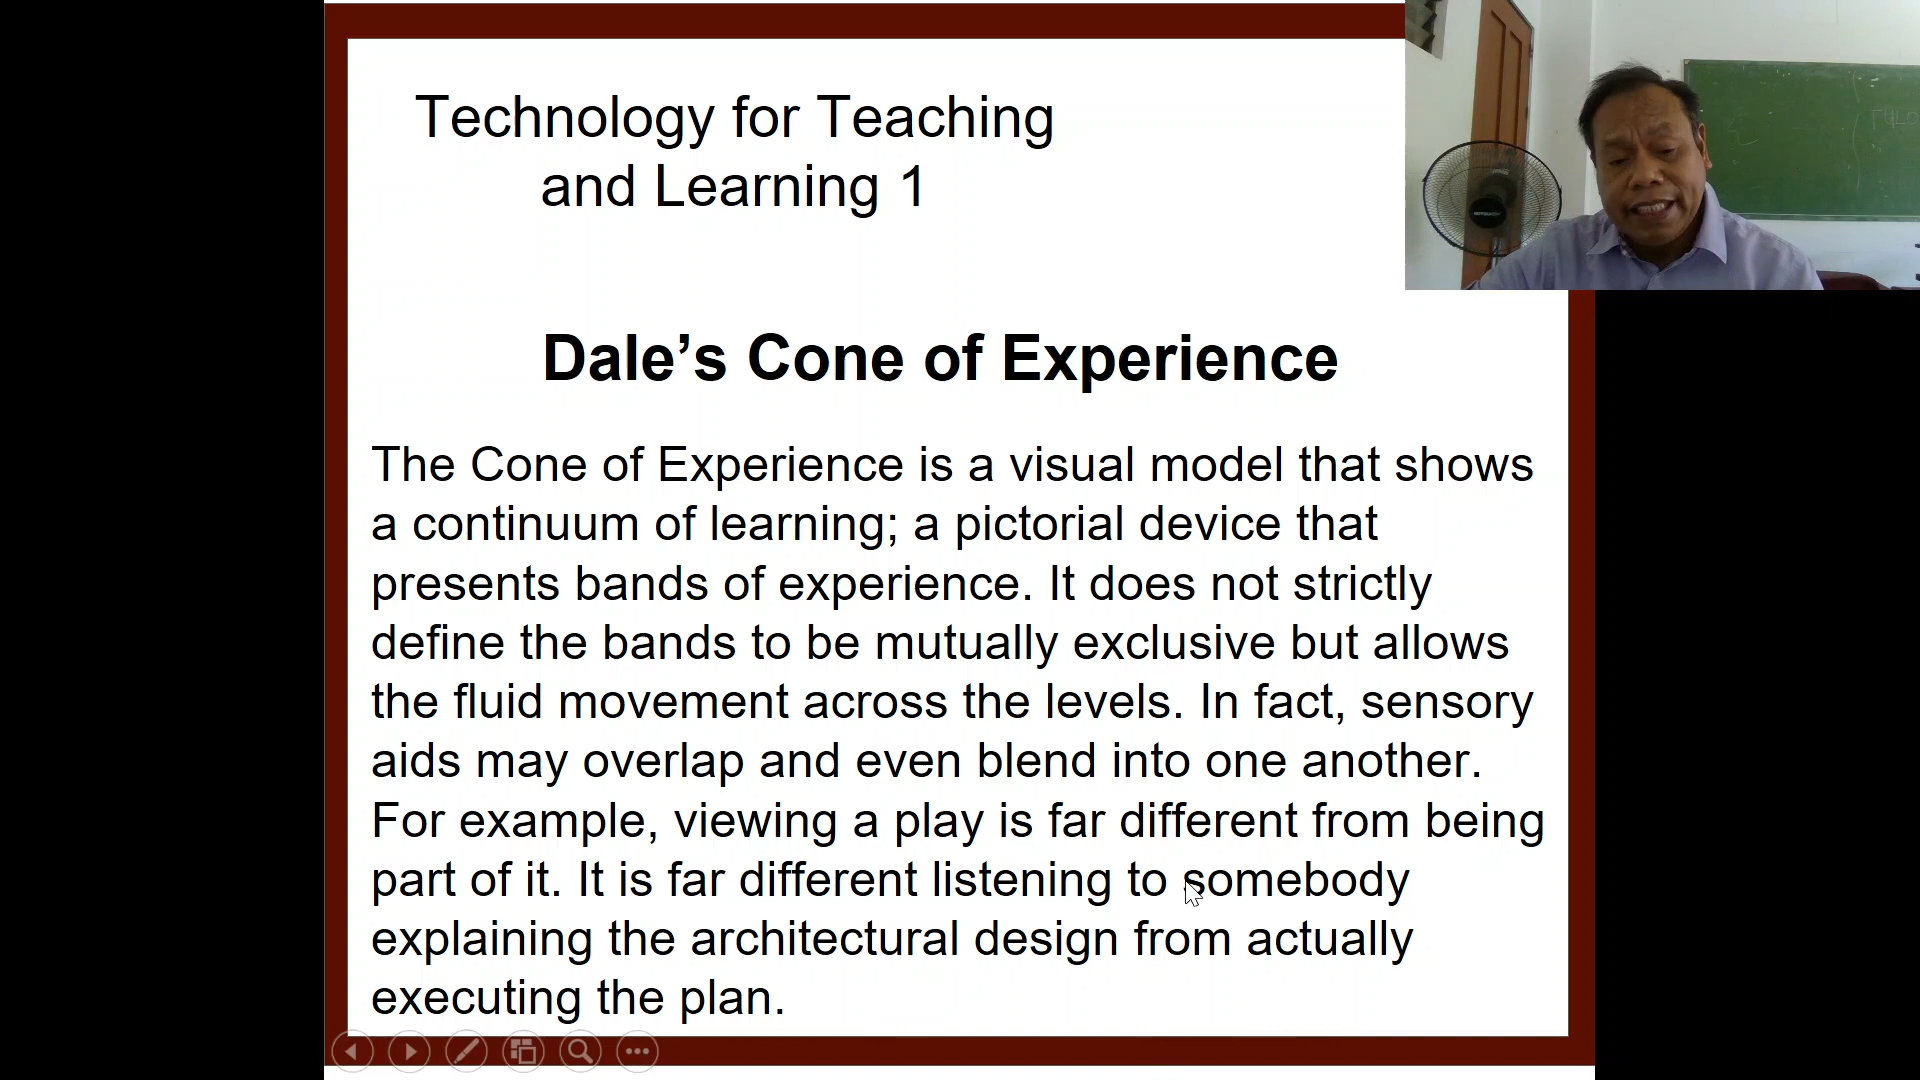 Technology for Teaching
and Learning 1
Dale’s Cone of Experience
The Cone of Experience is a visual model that shows
a continuum of learning; a pictorial device that
presents bands of experience. It does not strictly
define the bands to be mutually exclusive but allows
the fluid movement across the levels. In fact, sensory
aids may overlap and even blend into one another.
For example, viewing a play is far different from being
part of it. It is far different listening to somebody
explaining the architectural design from actually
executing the plan.